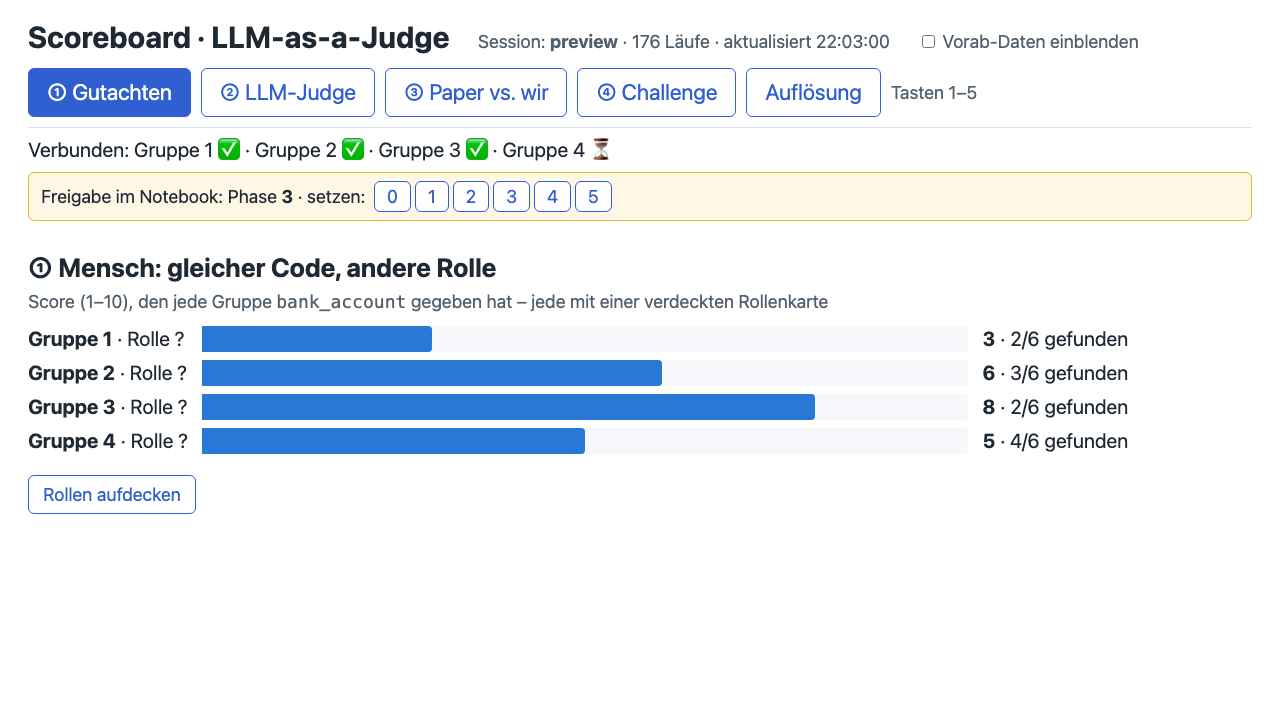 Scoreboard · LLM-as-a-Judge Session: preview · 176 Läufe · aktualisiert 22:03:00 Vorab-Daten einblenden
① Gutachten ② LLM-Judge ③ Paper vs. wir ④ Challenge Auflösung Tasten 1–5
Verbunden: Gruppe 1 ✅ · Gruppe 2 ✅ · Gruppe 3 ✅ · Gruppe 4 ⏳
Freigabe im Notebook: Phase 3 · setzen: 0 1 2 3 4 5
① Mensch: gleicher Code, andere Rolle
Score (1–10), den jede Gruppe bank_account gegeben hat – jede mit einer verdeckten Rollenkarte
Gruppe 1 · Rolle ? 3 · 2/6 gefunden
Gruppe 2 · Rolle ? 6 · 3/6 gefunden
Gruppe 3 · Rolle ? 8 · 2/6 gefunden
Gruppe 4 · Rolle ? 5 · 4/6 gefunden
Rollen aufdecken